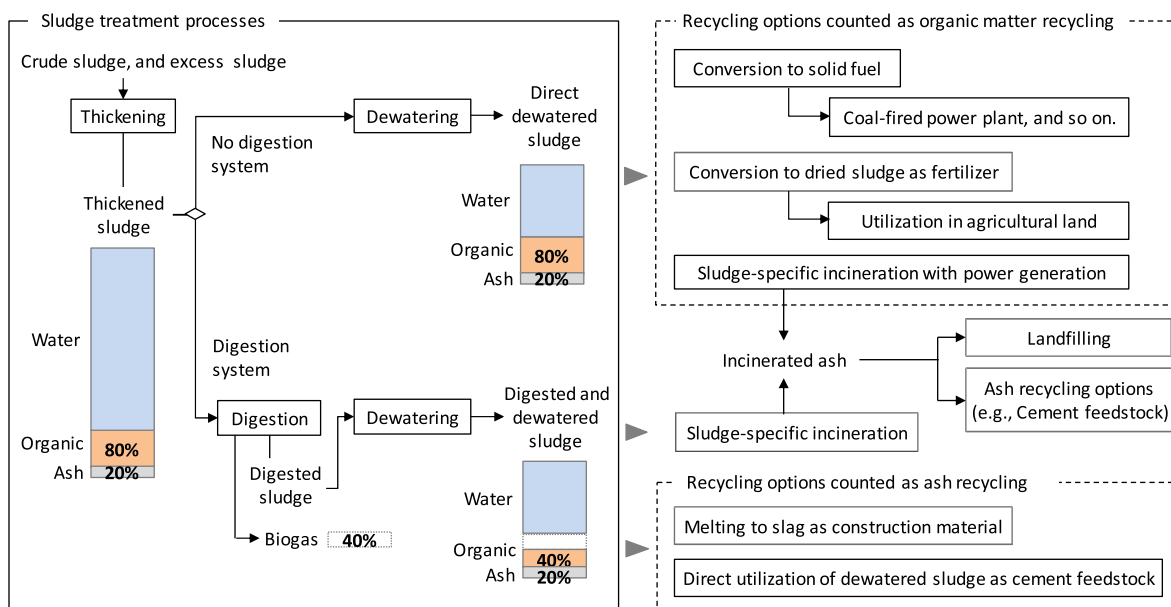 Sludge treatment processes
Crude sludge, and excess sludge
Thickening
Thickened
sludge
Water
Organic
80%
Ash
20%
No digestion
system
Dewatering
Direct
dewatered
sludge
Water
Organic
80%
Ash
20%
Digestion
system
Digestion
Digested
sludge
Biogas
40%
Dewatering
Digested and
dewatered
sludge
Water
Organic
40%
Ash
20%
Recycling options counted as organic matter recycling
Conversion to solid fuel
Coal-fired power plant, and so on.
Conversion to dried sludge as fertilizer
Utilization in agricultural land
Sludge-specific incineration with power generation
Incinerated ash
Landfilling
Ash recycling options
(e.g., Cement feedstock)
Sludge-specific incineration
Recycling options counted as ash recycling
Melting to slag as construction material
Direct utilization of dewatered sludge as cement feedstock